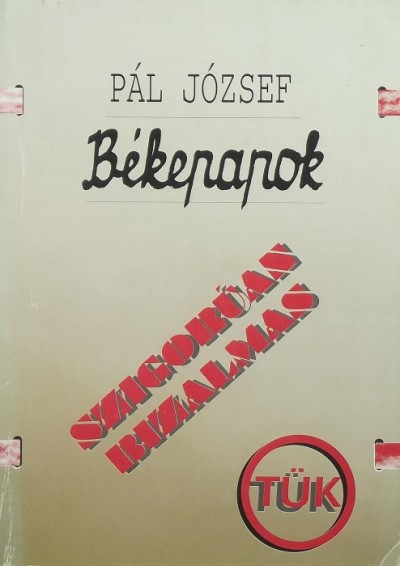 PÁL JÓZSEF
Békepapok
SZIGORÚAN
BIZALMAS
TÜK